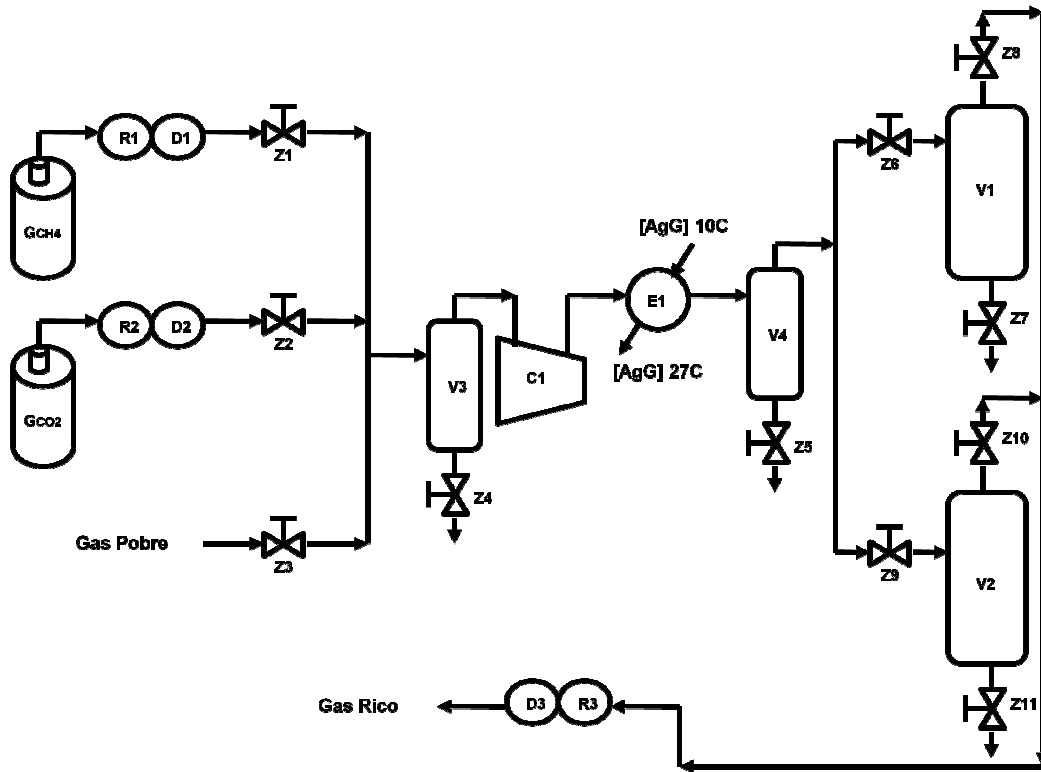 Z8
R1
D1
Z1
Z6
V1
GCH4
[AgG] 10C
E1
R2
D2
Z2
V4
Z7
[AgG] 27C
V3
C1
GCO2
Z10
Z5
Z4
Gas Pobre
Z3
Z9
V2
Gas Rico
D3
R3
Z11